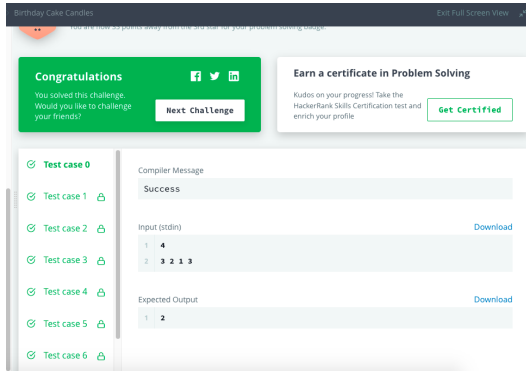 Birthday Cake Candles
Exit Full Screen View
You are now 35 points away from the 3rd star for your problem solving badge.
Congratulations
You solved this challenge.
Would you like to challenge
your friends?
Next Challenge
Earn a certificate in Problem Solving
Kudos on your progress! Take the
HackerRank Skills Certification test and
enrich your profile
Get Certified
Test case 0
Test case 1
Test case 2
Test case 3
Test case 4
Test case 5
Test case 6
Compiler Message
Success
Input (stdin)
Download
1 4
2 3 2 1 3
Expected Output
Download
1 2